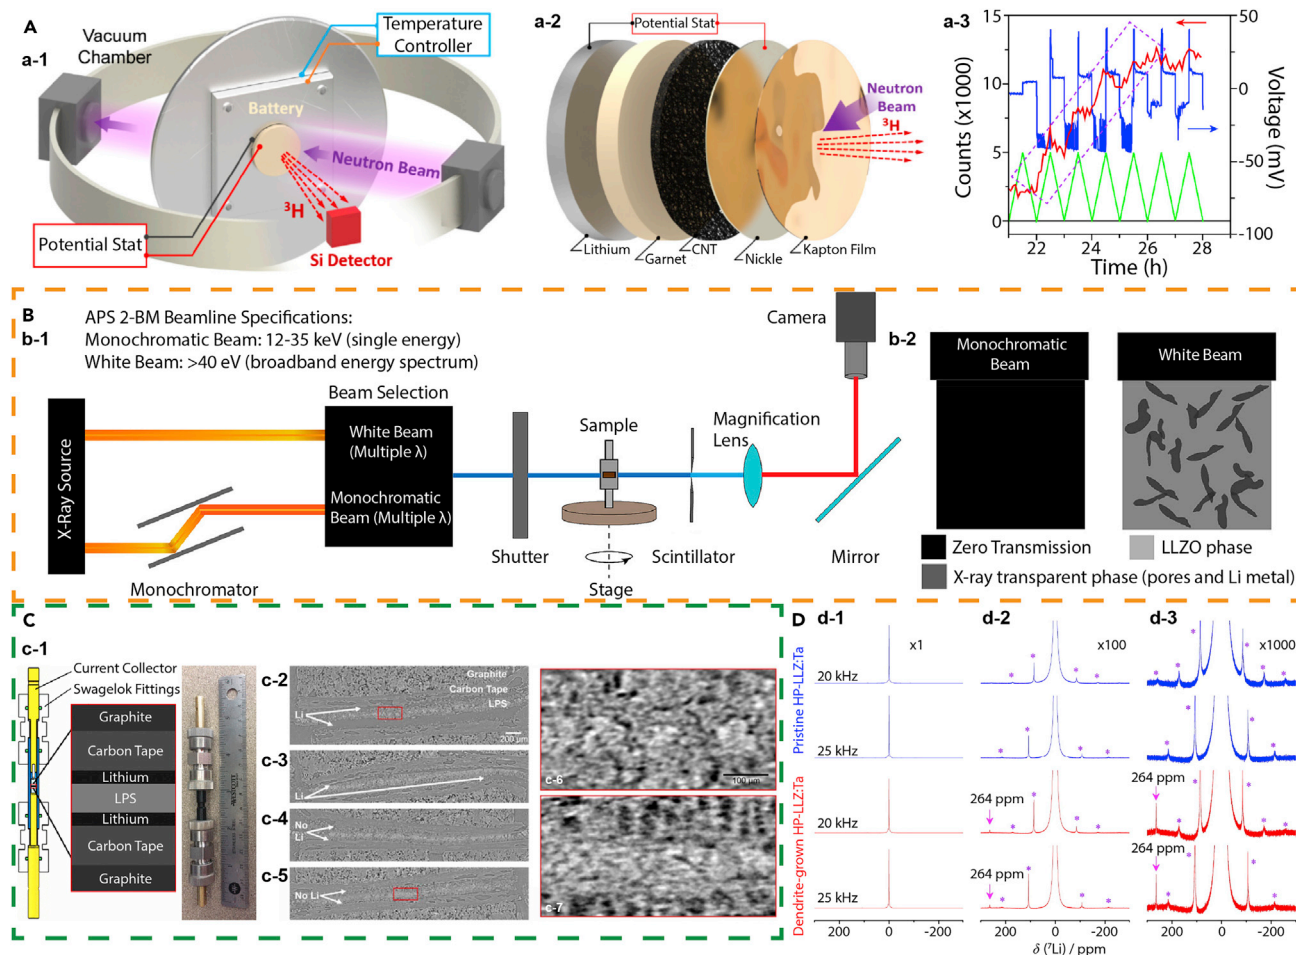 A
a-1
Vacuum
Chamber
Temperature
Controller
Battery
Neutron Beam
³H
Potential Stat
Si Detector
a-2
Potential Stat
Neutron
Beam
³H
Lithium
Garnet
CNT
Nickle
Kapton Film
a-3
Counts (x1000)
15
10
5
0
22
24
26
28
Time (h)
50
0
-50
-100
Voltage (mV)
B
b-1
APS 2-BM Beamline Specifications:
Monochromatic Beam: 12-35 keV (single energy)
White Beam: >40 eV (broadband energy spectrum)
X-Ray Source
Monochromator
Beam Selection
White Beam
(Multiple λ)
Monochromatic
Beam (Multiple λ)
Shutter
Sample
Stage
Scintillator
Magnification
Lens
Camera
Mirror
b-2
Monochromatic
Beam
White Beam
Zero Transmission
LLZO phase
X-ray transparent phase (pores and Li metal)
C
c-1
Current Collector
Swagelok Fittings
Graphite
Carbon Tape
Lithium
LPS
Lithium
Carbon Tape
Graphite
c-2
Graphite
Carbon Tape
LPS
Li
200 μm
c-3
Li
c-4
No
Li
c-5
No Li
c-6
100 μm
c-7
D
d-1
d-2
d-3
x1
x100
x1000
Pristine HP-LLZ:Ta
20 kHz
25 kHz
Dendrite-grown HP-LLZ:Ta
20 kHz
25 kHz
264 ppm
264 ppm
264 ppm
264 ppm
200
0
-200
200
0
-200
200
0
-200
δ (⁷Li) / ppm